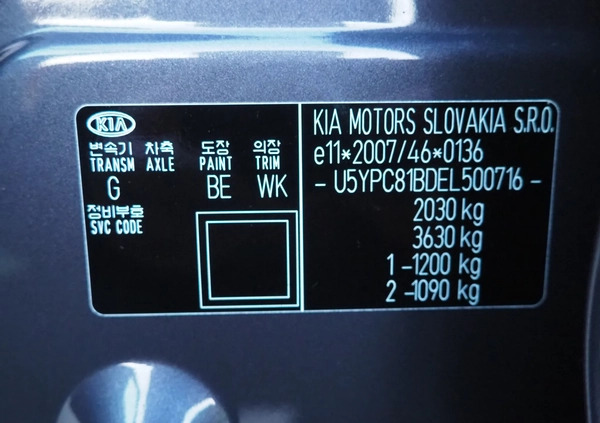 KIA
변속기 차축 도장 의장
TRANSM AXLE PAINT TRIM
G BE WK
정비부호
SVC CODE
KIA MOTORS SLOVAKIA S.R.O.
e11*2007/46*0136
- U5YPC81BDEL500716 -
2030 kg
3630 kg
1 -1200 kg
2 -1090 kg